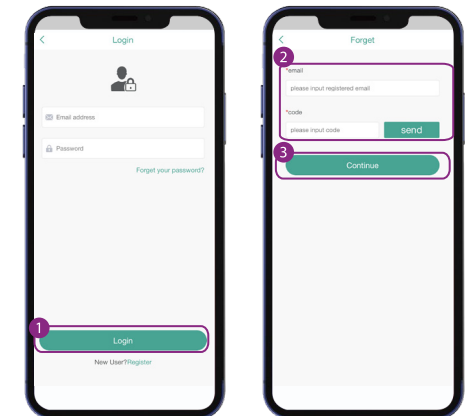 Login
Email address
Password
Forget your password?
1
Login
New User?Register
Forget
2
*email
please input registered email
*code
please input code
send
3
Continue